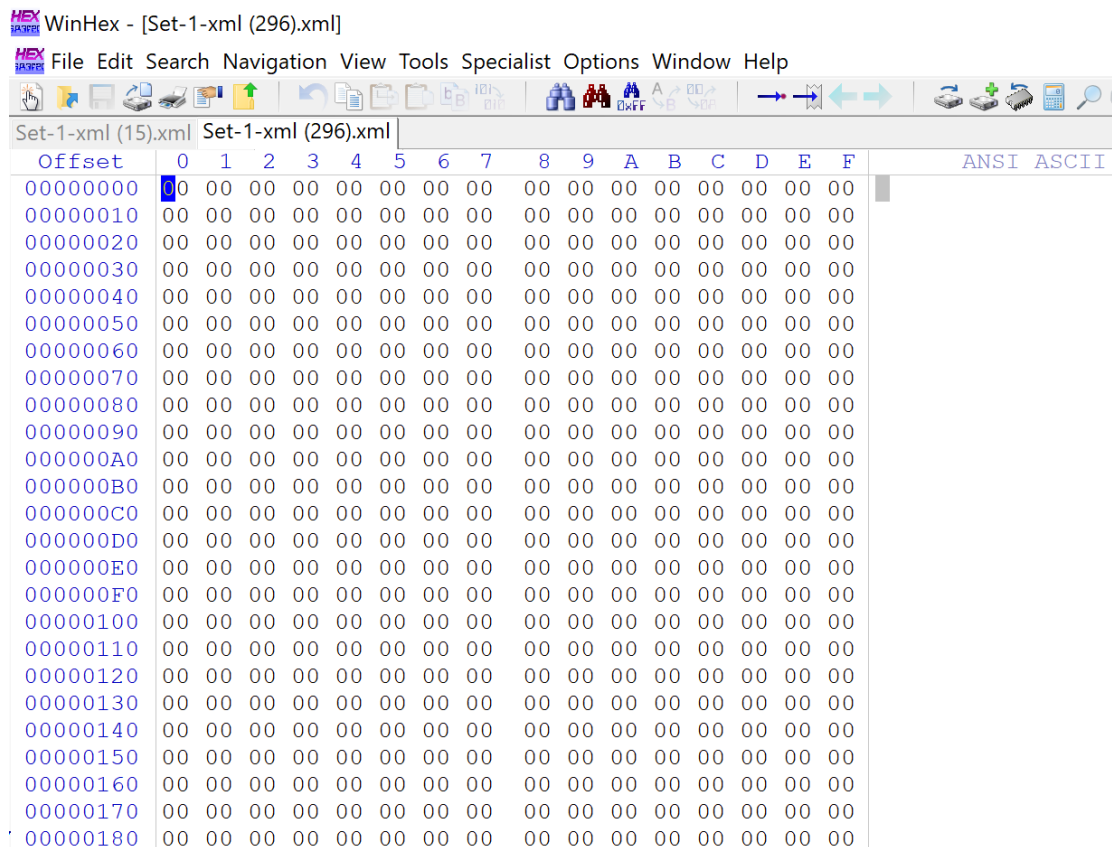 WinHex - [Set-1-xml (296).xml]
File Edit Search Navigation View Tools Specialist Options Window Help
Set-1-xml (15).xml Set-1-xml (296).xml
Offset 0 1 2 3 4 5 6 7 8 9 A B C D E F ANSI ASCII
00000000 00 00 00 00 00 00 00 00 00 00 00 00 00 00 00 00
00000010 00 00 00 00 00 00 00 00 00 00 00 00 00 00 00 00
00000020 00 00 00 00 00 00 00 00 00 00 00 00 00 00 00 00
00000030 00 00 00 00 00 00 00 00 00 00 00 00 00 00 00 00
00000040 00 00 00 00 00 00 00 00 00 00 00 00 00 00 00 00
00000050 00 00 00 00 00 00 00 00 00 00 00 00 00 00 00 00
00000060 00 00 00 00 00 00 00 00 00 00 00 00 00 00 00 00
00000070 00 00 00 00 00 00 00 00 00 00 00 00 00 00 00 00
00000080 00 00 00 00 00 00 00 00 00 00 00 00 00 00 00 00
00000090 00 00 00 00 00 00 00 00 00 00 00 00 00 00 00 00
000000A0 00 00 00 00 00 00 00 00 00 00 00 00 00 00 00 00
000000B0 00 00 00 00 00 00 00 00 00 00 00 00 00 00 00 00
000000C0 00 00 00 00 00 00 00 00 00 00 00 00 00 00 00 00
000000D0 00 00 00 00 00 00 00 00 00 00 00 00 00 00 00 00
000000E0 00 00 00 00 00 00 00 00 00 00 00 00 00 00 00 00
000000F0 00 00 00 00 00 00 00 00 00 00 00 00 00 00 00 00
00000100 00 00 00 00 00 00 00 00 00 00 00 00 00 00 00 00
00000110 00 00 00 00 00 00 00 00 00 00 00 00 00 00 00 00
00000120 00 00 00 00 00 00 00 00 00 00 00 00 00 00 00 00
00000130 00 00 00 00 00 00 00 00 00 00 00 00 00 00 00 00
00000140 00 00 00 00 00 00 00 00 00 00 00 00 00 00 00 00
00000150 00 00 00 00 00 00 00 00 00 00 00 00 00 00 00 00
00000160 00 00 00 00 00 00 00 00 00 00 00 00 00 00 00 00
00000170 00 00 00 00 00 00 00 00 00 00 00 00 00 00 00 00
00000180 00 00 00 00 00 00 00 00 00 00 00 00 00 00 00 00